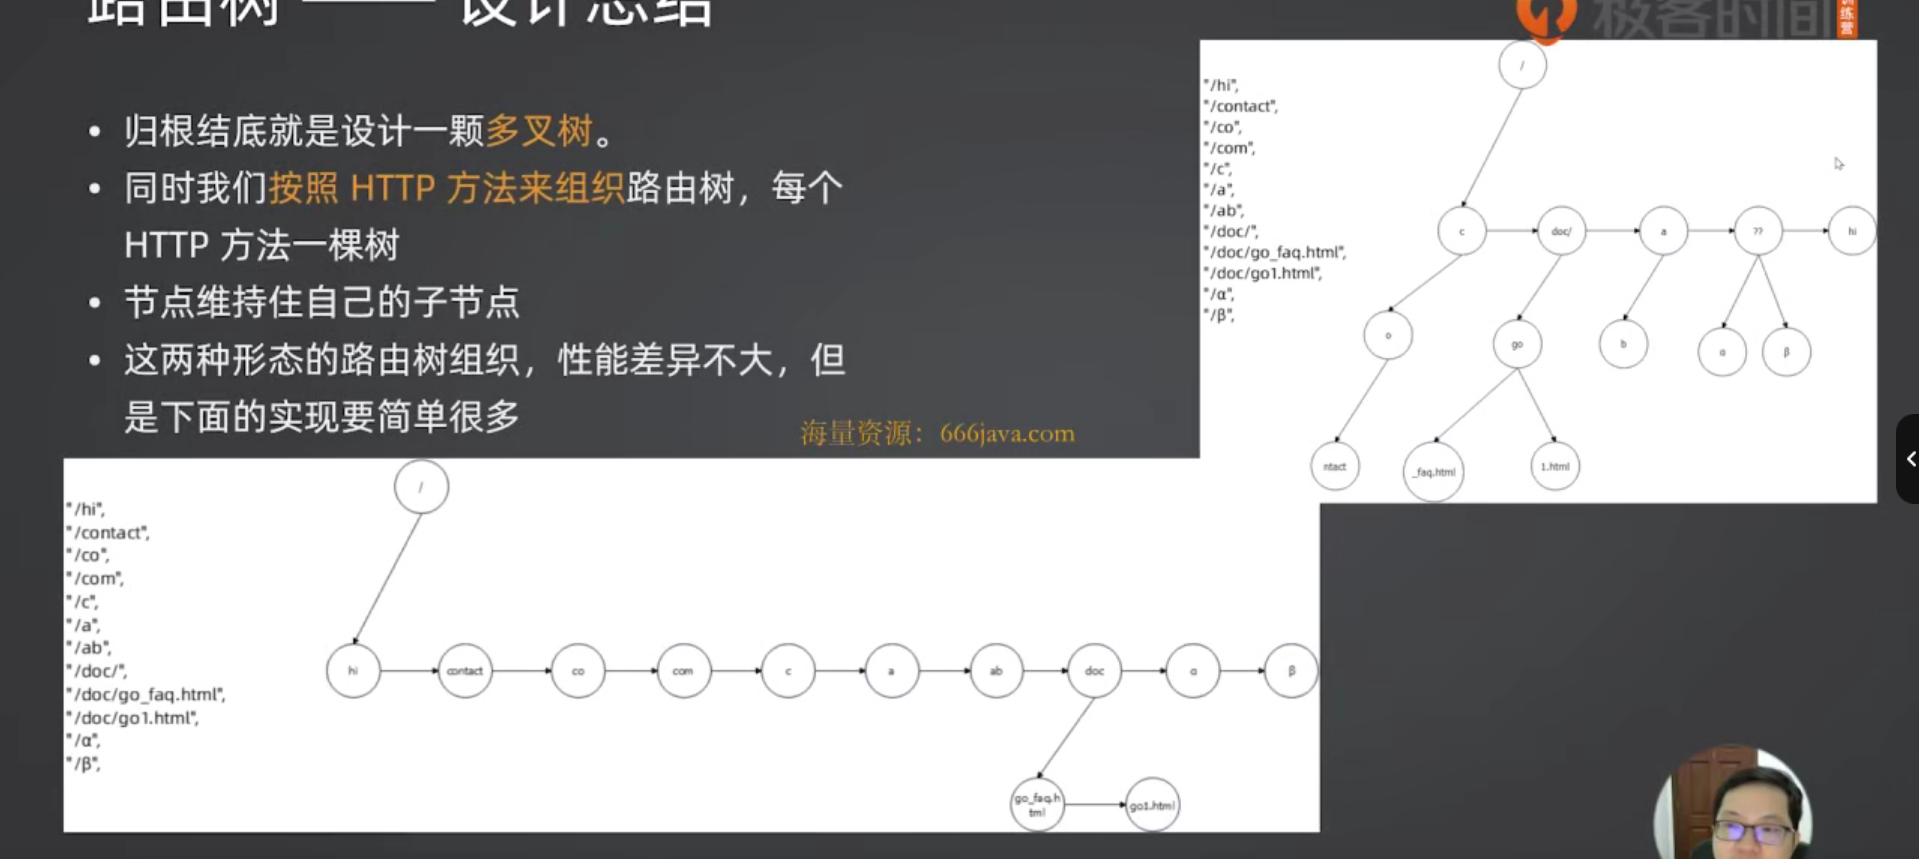 路由树 —— 设计总结
极客时间
训练营
• 归根结底就是设计一颗多叉树。
• 同时我们按照 HTTP 方法来组织路由树，每个
HTTP 方法一棵树
• 节点维持住自己的子节点
• 这两种形态的路由树组织，性能差异不大，但
是下面的实现要简单很多
海量资源：666java.com
"/hi",
"/contact",
"/co",
"/com",
"/c",
"/a",
"/ab",
"/doc/",
"/doc/go_faq.html",
"/doc/go1.html",
"/α",
"/β",
/
c
doc/
a
??
hi
o
go
b
α
β
ntact
_faq.html
1.html
"/hi",
"/contact",
"/co",
"/com",
"/c",
"/a",
"/ab",
"/doc/",
"/doc/go_faq.html",
"/doc/go1.html",
"/α",
"/β",
/
hi
contact
co
com
c
a
ab
doc
α
β
go_faq.h
tml
go1.html